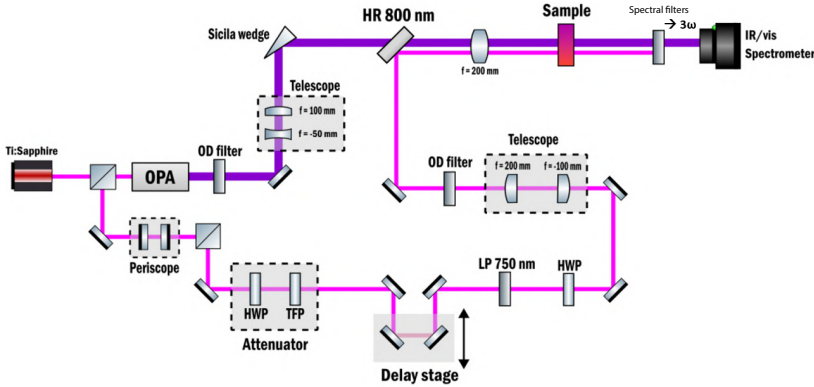 Spectral filters
→ 3ω
HR 800 nm
Sample
Sicila wedge
IR/vis
Spectrometer
f = 200 mm
Telescope
f = 100 mm
f = -50 mm
Ti:Sapphire
OPA
OD filter
Telescope
OD filter
f = 200 mm
f = -100 mm
Periscope
LP 750 nm
HWP
HWP
TFP
Attenuator
Delay stage